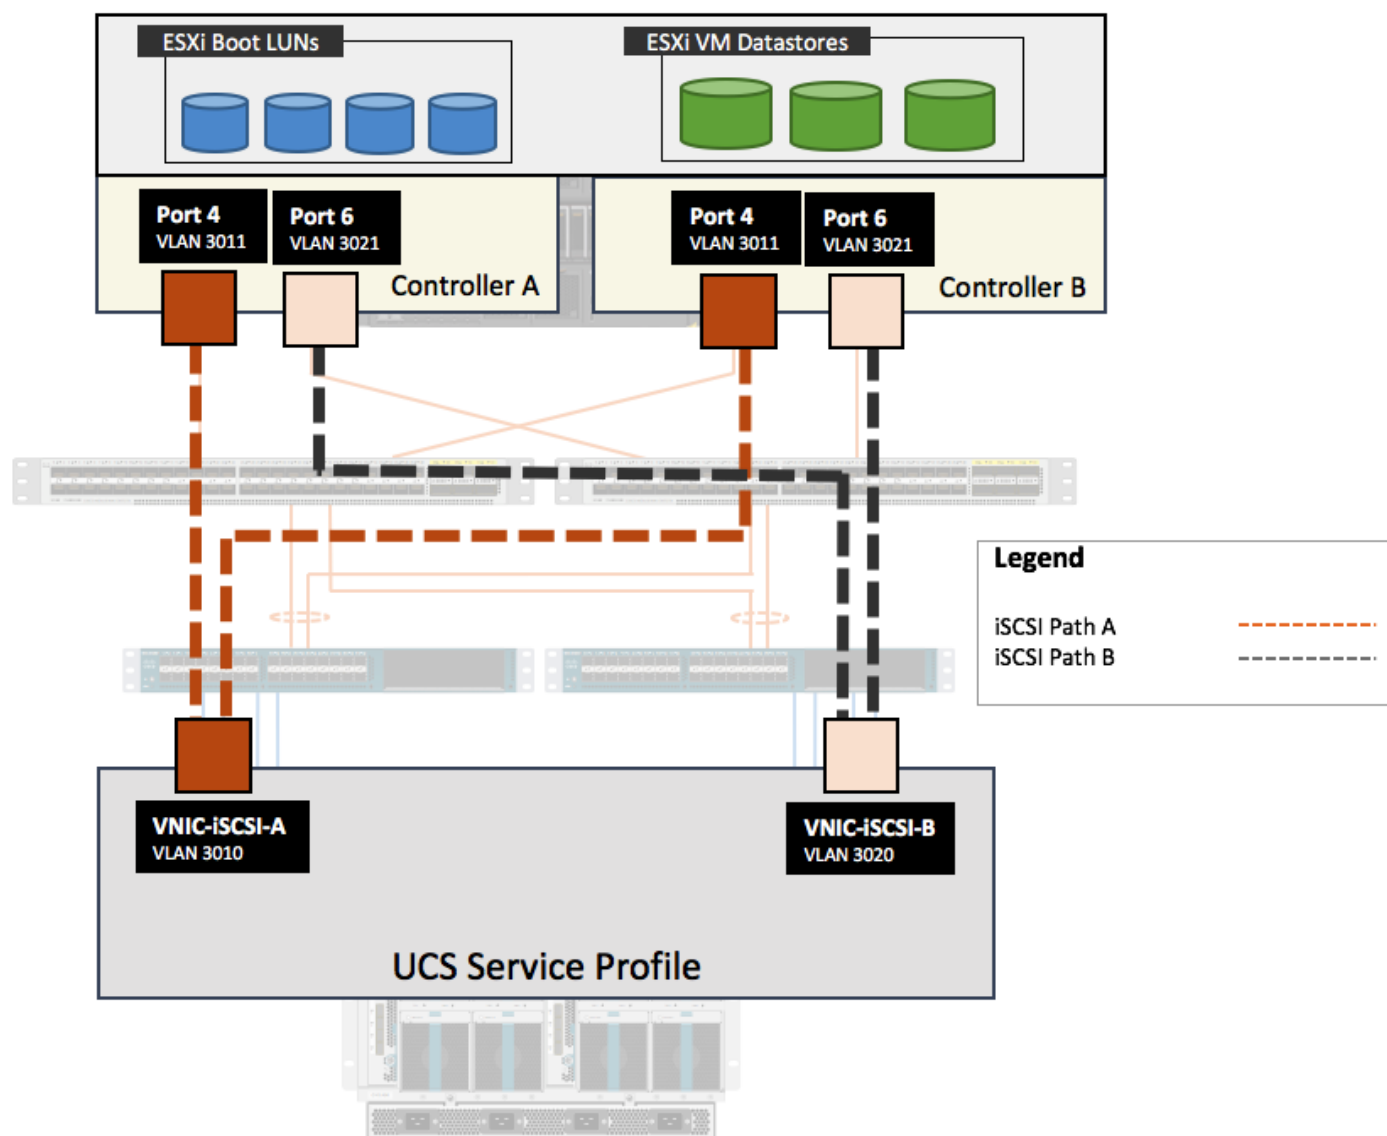 ESXi Boot LUNs
ESXi VM Datastores
Port 4
VLAN 3011
Port 6
VLAN 3021
Controller A
Port 4
VLAN 3011
Port 6
VLAN 3021
Controller B
Legend
iSCSI Path A
iSCSI Path B
VNIC-iSCSI-A
VLAN 3010
VNIC-iSCSI-B
VLAN 3020
UCS Service Profile